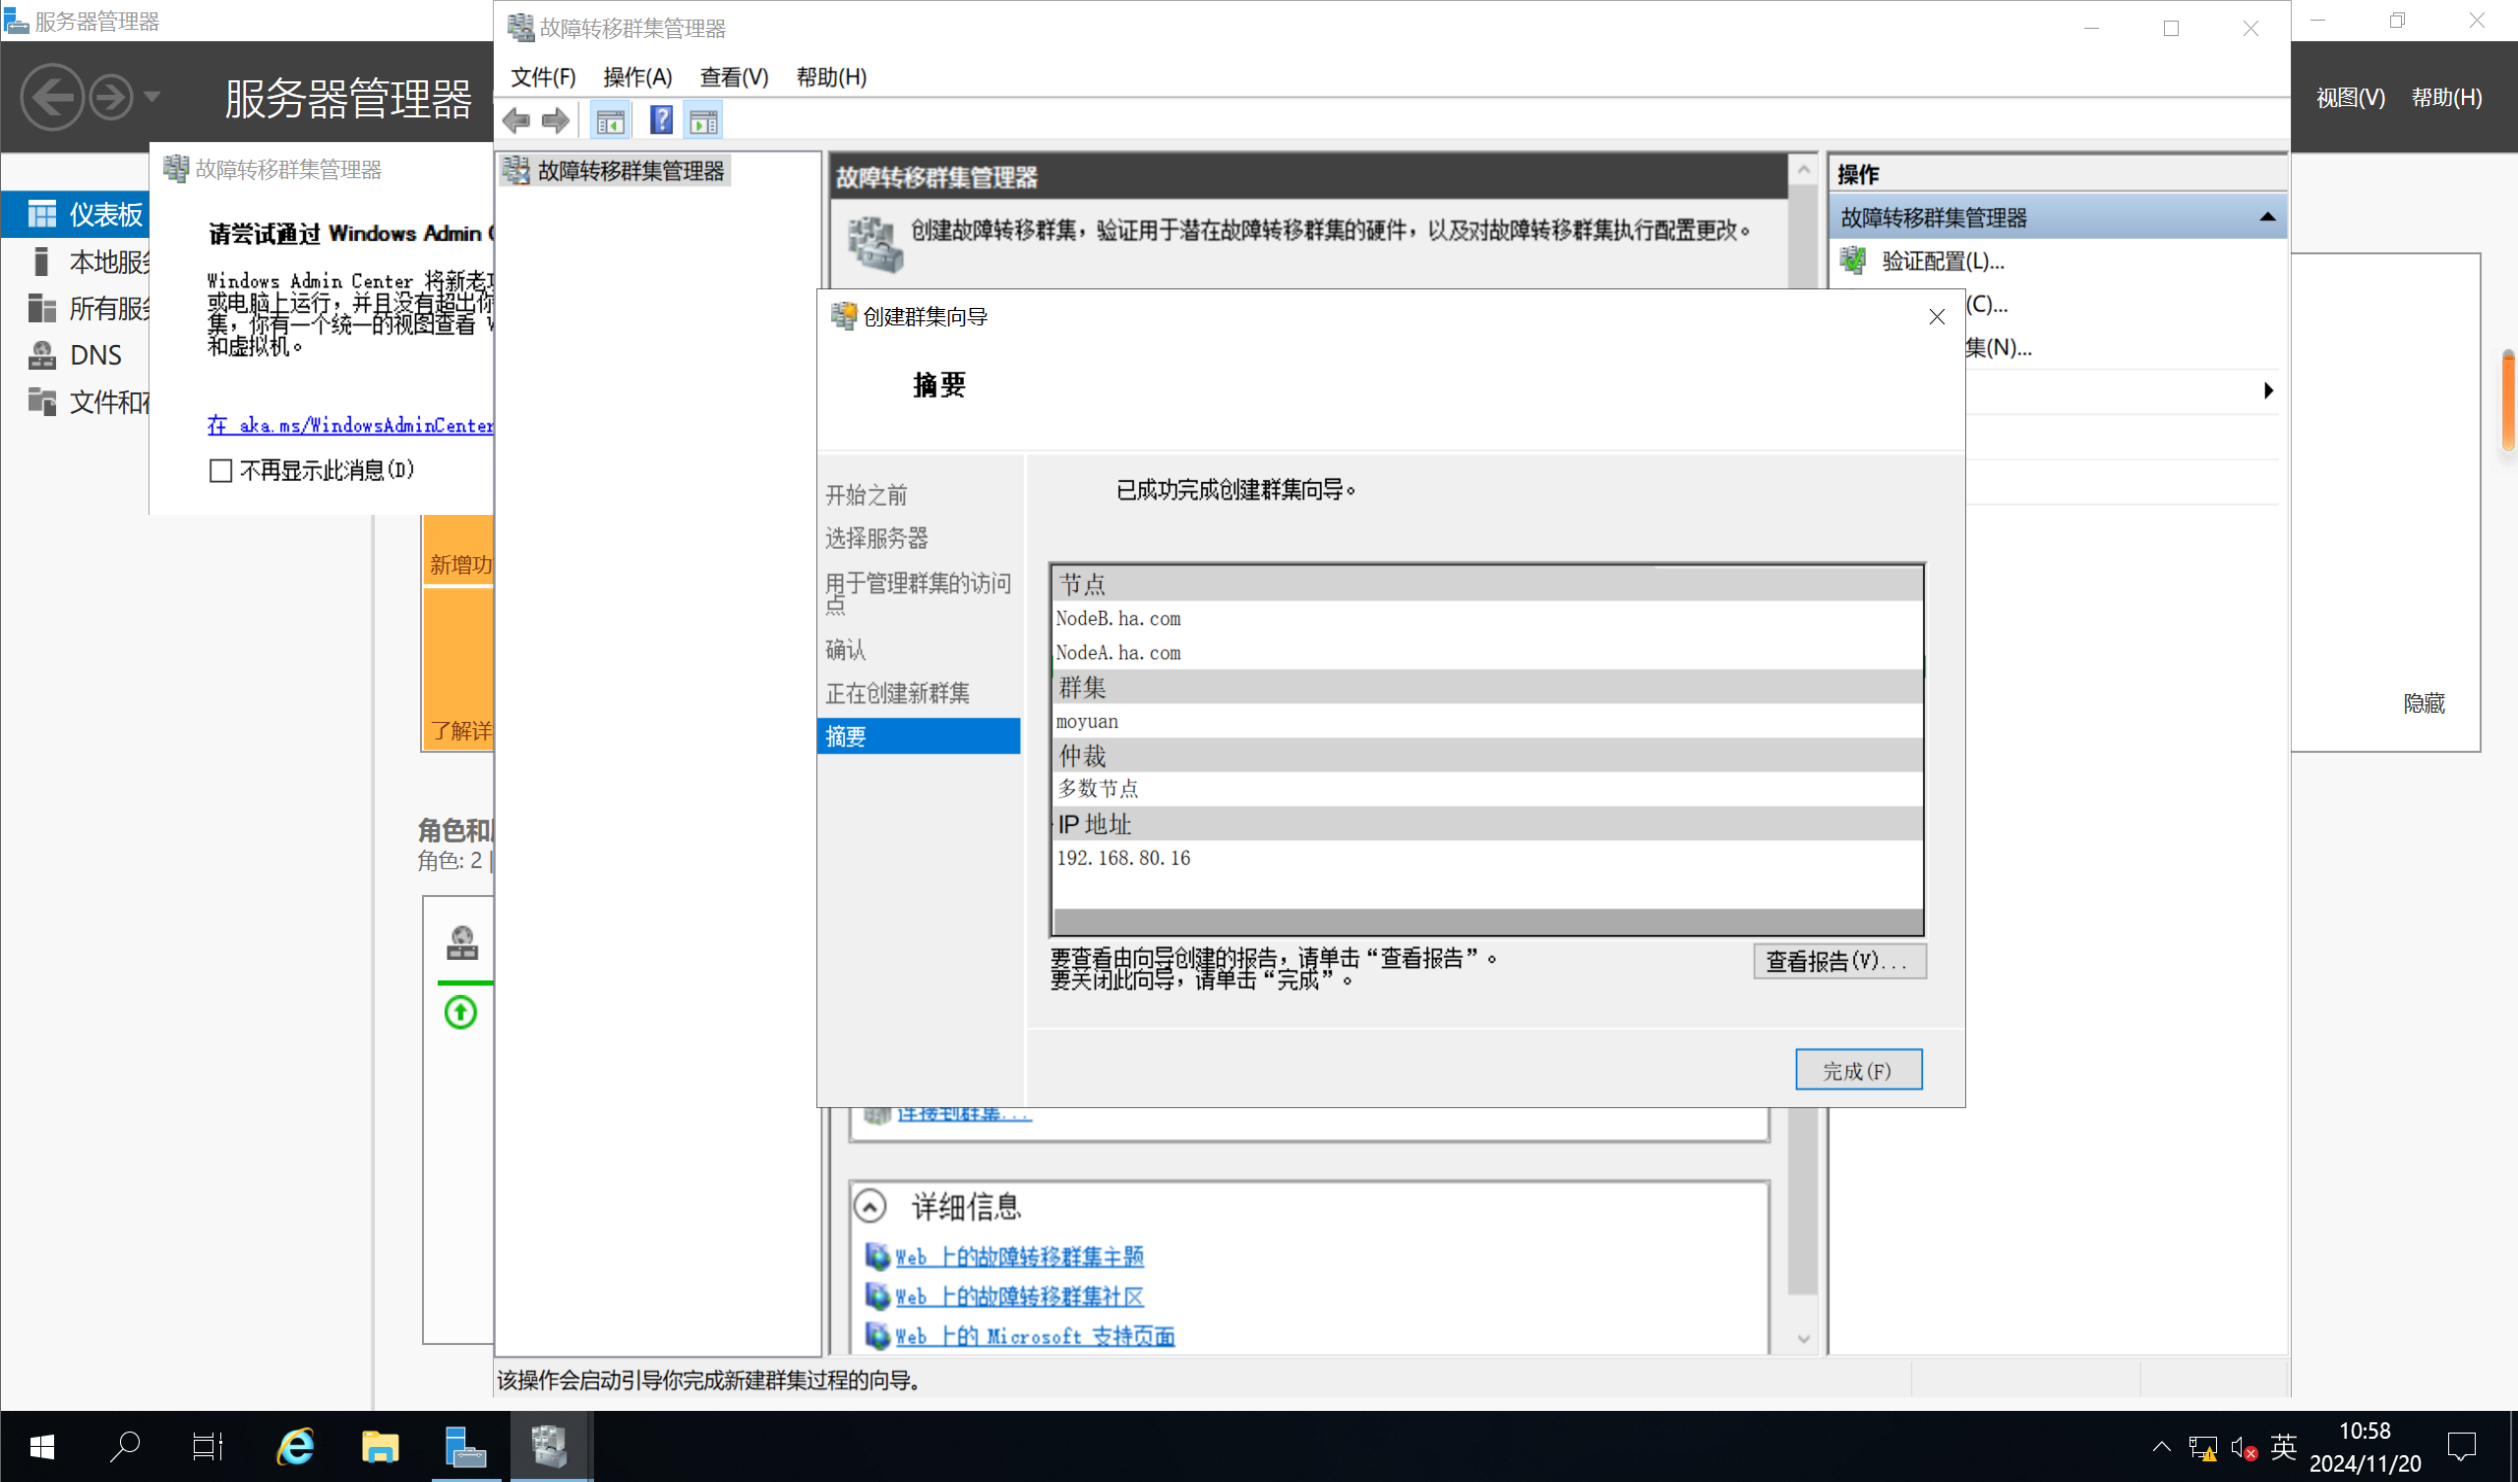 服务器管理器
故障转移群集管理器
文件(F) 操作(A) 查看(V) 帮助(H)
服务器管理器
视图(V) 帮助(H)
故障转移群集管理器
请尝试通过 Windows Admin
Windows Admin Center 将新老
或电脑上运行，并且没有超出你
集，你有一个统一的视图查看
和虚拟机。
在 aka.ms/WindowsAdminCenter
不再显示此消息(D)
仪表板
本地服务
所有服务
DNS
文件和存
新增功
了解详
隐藏
角色和
角色: 2 |
故障转移群集管理器
故障转移群集管理器
创建故障转移群集，验证用于潜在故障转移群集的硬件，以及对故障转移群集执行配置更改。
操作
故障转移群集管理器
验证配置(L)...
(C)...
集(N)...
创建群集向导
摘要
开始之前
选择服务器
用于管理群集的访问
点
确认
正在创建新群集
摘要
已成功完成创建群集向导。
节点
NodeB.ha.com
NodeA.ha.com
群集
moyuan
仲裁
多数节点
IP 地址
192.168.80.16
要查看由向导创建的报告，请单击“查看报告”。
要关闭此向导，请单击“完成”。
查看报告(V)...
完成(F)
连接到群集...
详细信息
Web 上的故障转移群集主题
Web 上的故障转移群集社区
Web 上的 Microsoft 支持页面
该操作会启动引导你完成新建群集过程的向导。
英
10:58
2024/11/20